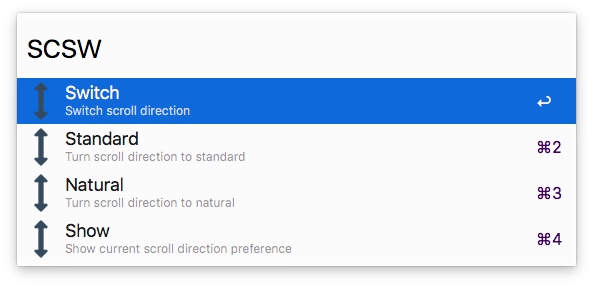 SCSW
Switch
Switch scroll direction
↩
Standard
Turn scroll direction to standard
⌘2
Natural
Turn scroll direction to natural
⌘3
Show
Show current scroll direction preference
⌘4